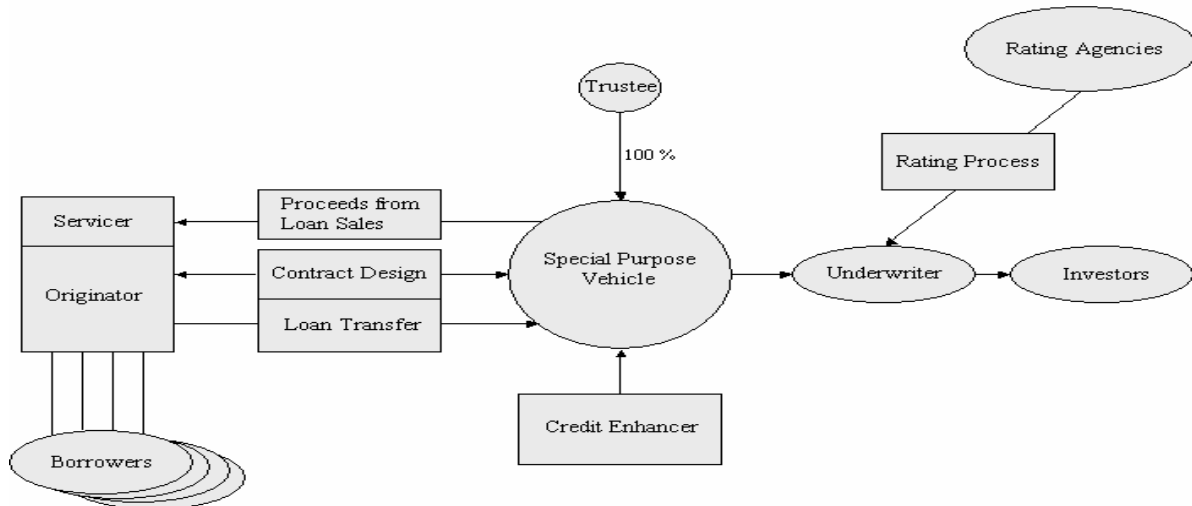 Rating Agencies
Trustee
100 %
Rating Process
Servicer
Proceeds from
Loan Sales
Originator
Contract Design
Loan Transfer
Special Purpose
Vehicle
Underwriter
Investors
Credit Enhancer
Borrowers